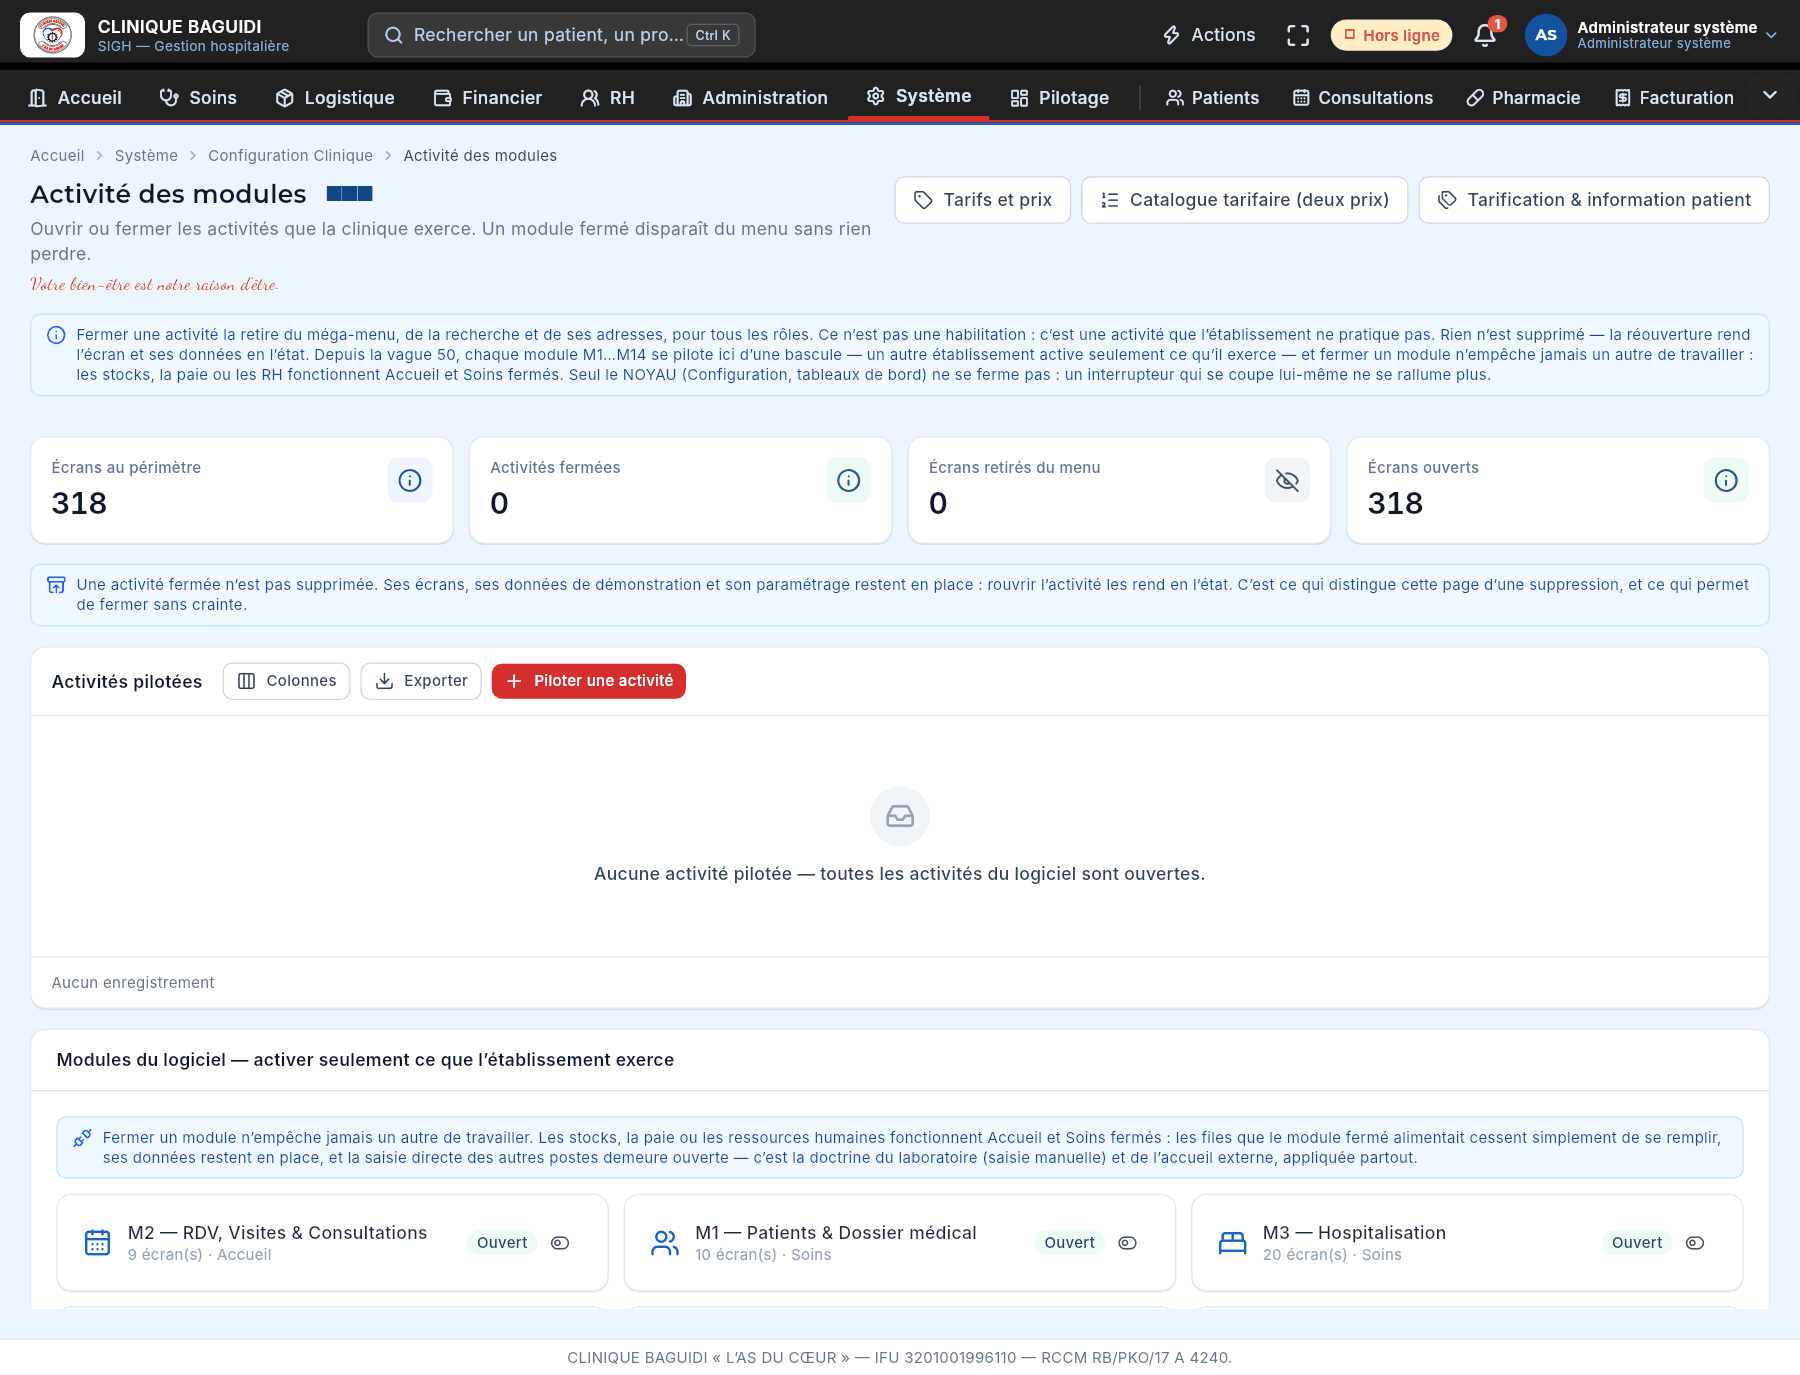 CLINIQUE BAGUIDI
SIGH — Gestion hospitalière
Rechercher un patient, un pro...
Ctrl K
Actions
Hors ligne
1
AS
Administrateur système
Administrateur système
Accueil
Soins
Logistique
Financier
RH
Administration
Système
Pilotage
Patients
Consultations
Pharmacie
Facturation
Accueil > Système > Configuration Clinique > Activité des modules
Activité des modules
Tarifs et prix
Catalogue tarifaire (deux prix)
Tarification & information patient
Ouvrir ou fermer les activités que la clinique exerce. Un module fermé disparaît du menu sans rien
perdre.
Votre bien-être est notre raison d'être.
Fermer une activité la retire du méga-menu, de la recherche et de ses adresses, pour tous les rôles. Ce n’est pas une habilitation : c’est une activité que l’établissement ne pratique pas. Rien n’est supprimé — la réouverture rend
l’écran et ses données en l’état. Depuis la vague 50, chaque module M1…M14 se pilote ici d’une bascule — un autre établissement active seulement ce qu’il exerce — et fermer un module n’empêche jamais un autre de travailler :
les stocks, la paie ou les RH fonctionnent Accueil et Soins fermés. Seul le NOYAU (Configuration, tableaux de bord) ne se ferme pas : un interrupteur qui se coupe lui-même ne se rallume plus.
Écrans au périmètre
318
Activités fermées
0
Écrans retirés du menu
0
Écrans ouverts
318
Une activité fermée n’est pas supprimée. Ses écrans, ses données de démonstration et son paramétrage restent en place : rouvrir l’activité les rend en l’état. C’est ce qui distingue cette page d’une suppression, et ce qui permet
de fermer sans crainte.
Activités pilotées
Colonnes
Exporter
Piloter une activité
Aucune activité pilotée — toutes les activités du logiciel sont ouvertes.
Aucun enregistrement
Modules du logiciel — activer seulement ce que l’établissement exerce
Fermer un module n’empêche jamais un autre de travailler. Les stocks, la paie ou les ressources humaines fonctionnent Accueil et Soins fermés : les files que le module fermé alimentait cessent simplement de se remplir,
ses données restent en place, et la saisie directe des autres postes demeure ouverte — c’est la doctrine du laboratoire (saisie manuelle) et de l’accueil externe, appliquée partout.
M2 — RDV, Visites & Consultations
9 écran(s) · Accueil
Ouvert
M1 — Patients & Dossier médical
10 écran(s) · Soins
Ouvert
M3 — Hospitalisation
20 écran(s) · Soins
Ouvert
CLINIQUE BAGUIDI « L’AS DU CŒUR » — IFU 3201001996110 — RCCM RB/PKO/17 A 4240.